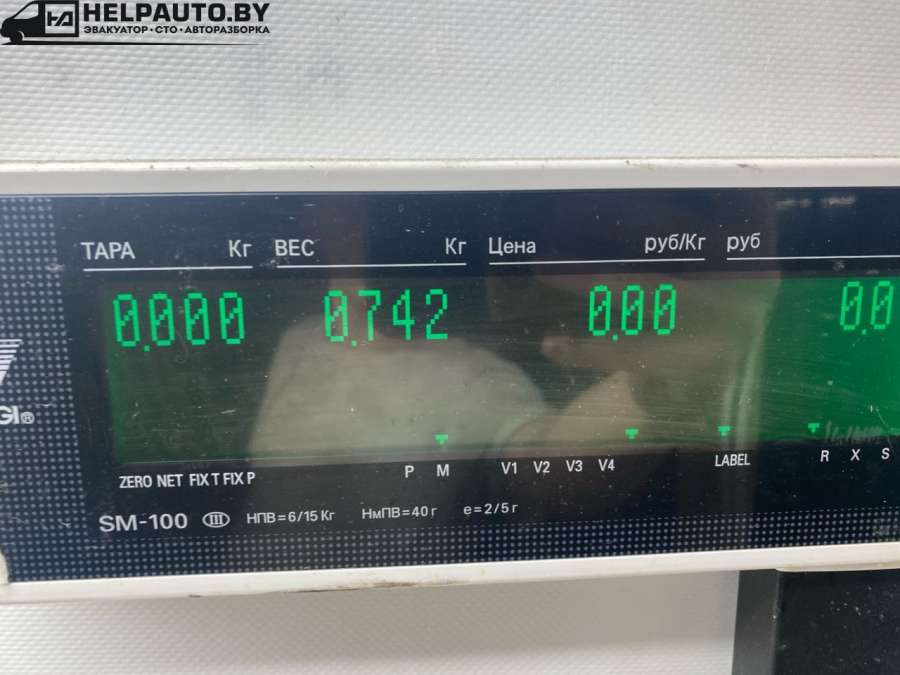 HELPAUTO.BY
ЭВАКУАТОР•СТО•АВТОРАЗБОРКА
ТАРА Кг ВЕС Кг Цена руб/Кг руб
0.000 0.742 0.00 0.0
GI®
ZERO NET FIX T FIX P P M V1 V2 V3 V4 LABEL R X S
SM-100 III НПВ=6/15 Кг НмПВ=40 г e=2/5 г